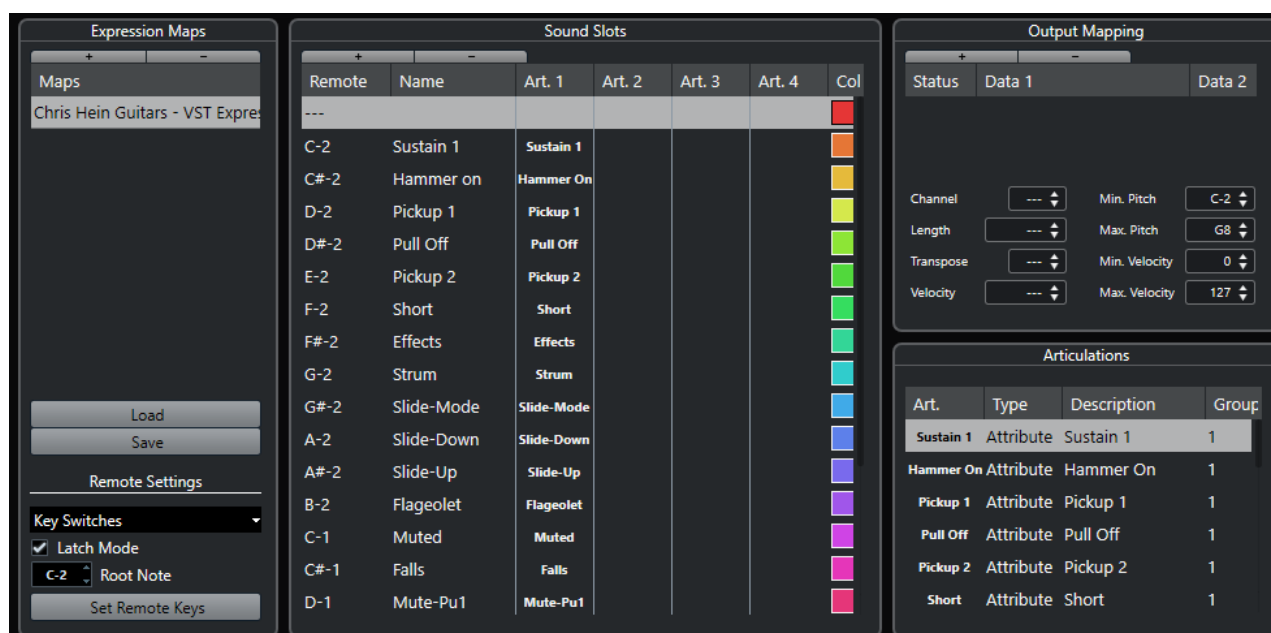 Expression Maps
+ -
Maps
Chris Hein Guitars - VST Expres
Load
Save
Remote Settings
Key Switches
Latch Mode
C-2 Root Note
Set Remote Keys
Sound Slots
+ -
Remote Name Art. 1 Art. 2 Art. 3 Art. 4 Col
---
C-2 Sustain 1 Sustain 1
C#-2 Hammer on Hammer On
D-2 Pickup 1 Pickup 1
D#-2 Pull Off Pull Off
E-2 Pickup 2 Pickup 2
F-2 Short Short
F#-2 Effects Effects
G-2 Strum Strum
G#-2 Slide-Mode Slide-Mode
A-2 Slide-Down Slide-Down
A#-2 Slide-Up Slide-Up
B-2 Flageolet Flageolet
C-1 Muted Muted
C#-1 Falls Falls
D-1 Mute-Pu1 Mute-Pu1
Output Mapping
+ -
Status Data 1 Data 2
Channel --- Min. Pitch C-2
Length --- Max. Pitch G8
Transpose --- Min. Velocity 0
Velocity --- Max. Velocity 127
Articulations
Art. Type Description Group
Sustain 1 Attribute Sustain 1 1
Hammer On Attribute Hammer On 1
Pickup 1 Attribute Pickup 1 1
Pull Off Attribute Pull Off 1
Pickup 2 Attribute Pickup 2 1
Short Attribute Short 1